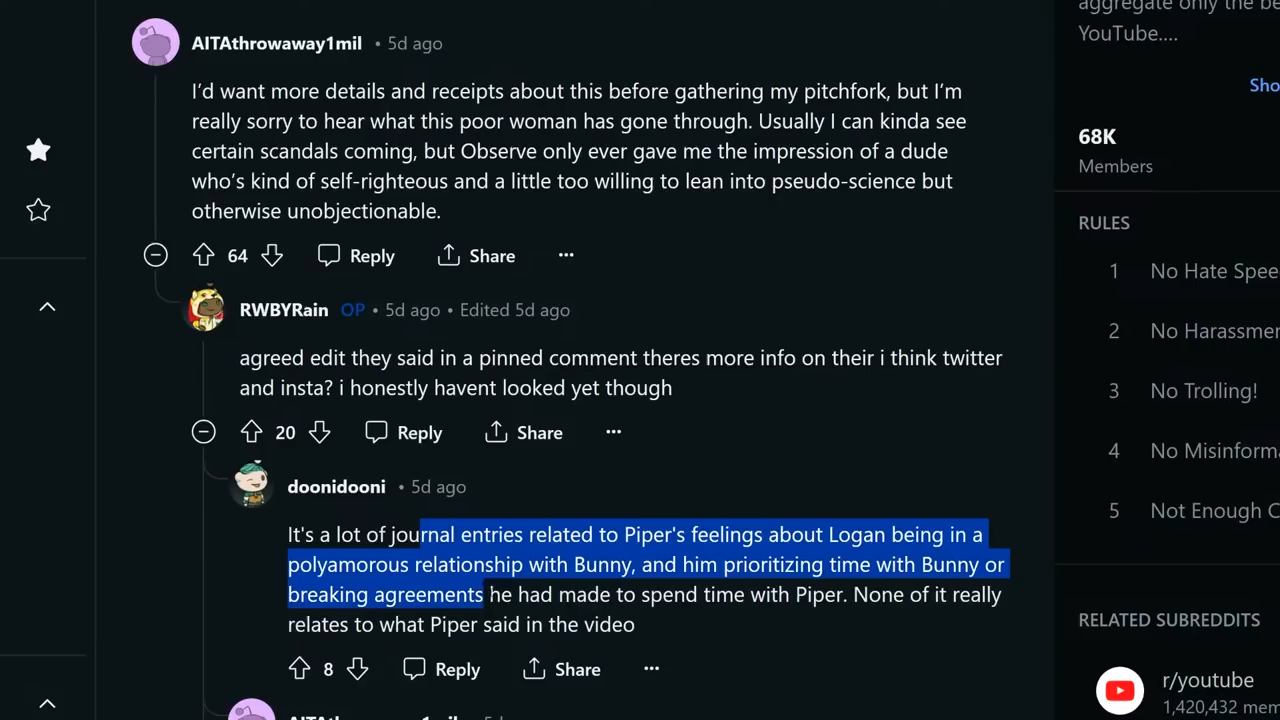 aggregate only the be
YouTube....
AITAthrowaway1mil • 5d ago
I'd want more details and receipts about this before gathering my pitchfork, but I'm
really sorry to hear what this poor woman has gone through. Usually I can kinda see
certain scandals coming, but Observe only ever gave me the impression of a dude
who's kind of self-righteous and a little too willing to lean into pseudo-science but
otherwise unobjectionable.
64 Reply Share
RWBYRain OP • 5d ago • Edited 5d ago
agreed edit they said in a pinned comment theres more info on their i think twitter
and insta? i honestly havent looked yet though
20 Reply Share
doonidooni • 5d ago
It's a lot of journal entries related to Piper's feelings about Logan being in a
polyamorous relationship with Bunny, and him prioritizing time with Bunny or
breaking agreements he had made to spend time with Piper. None of it really
relates to what Piper said in the video
8 Reply Share
Sho
68K
Members
RULES
1 No Hate Spee
2 No Harassmer
3 No Trolling!
4 No Misinform
5 Not Enough C
RELATED SUBREDDITS
r/youtube
1,420,432 mem